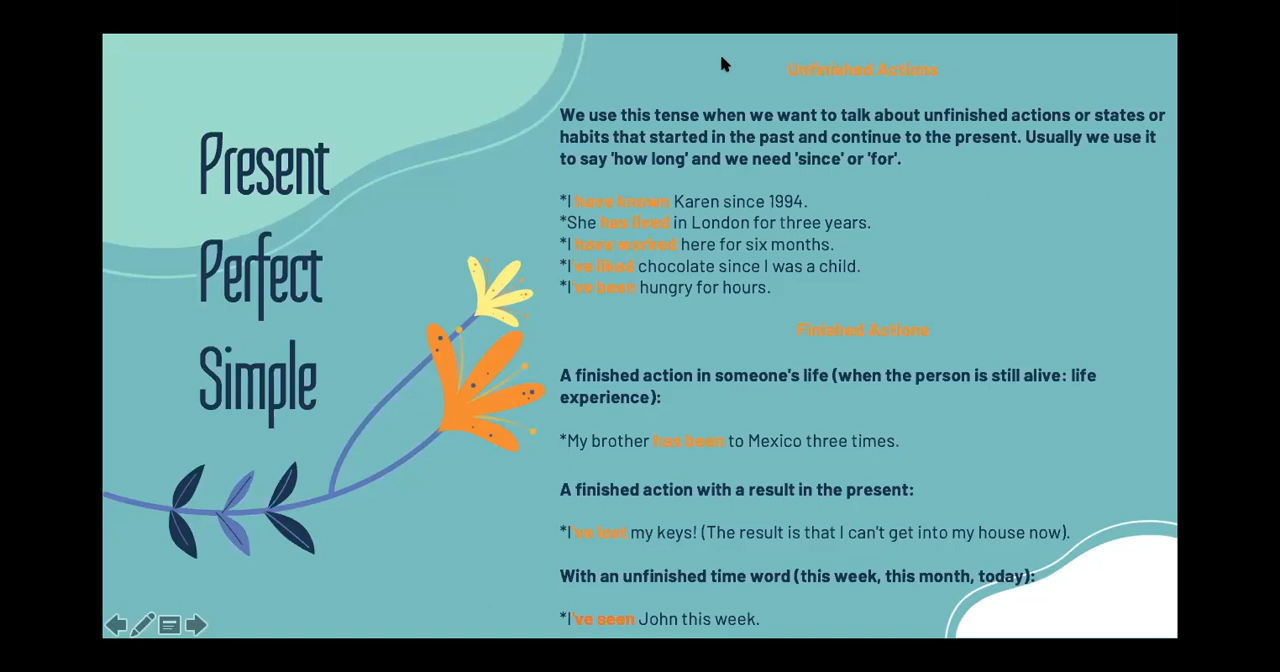 Present
Perfect
Simple
Unfinished Actions
We use this tense when we want to talk about unfinished actions or states or
habits that started in the past and continue to the present. Usually we use it
to say 'how long' and we need 'since' or 'for'.
*I have known Karen since 1994.
*She has lived in London for three years.
*I have worked here for six months.
*I've liked chocolate since I was a child.
*I've been hungry for hours.
Finished Actions
A finished action in someone's life (when the person is still alive: life
experience):
*My brother has been to Mexico three times.
A finished action with a result in the present:
*I've lost my keys! (The result is that I can't get into my house now).
With an unfinished time word (this week, this month, today):
*I've seen John this week.